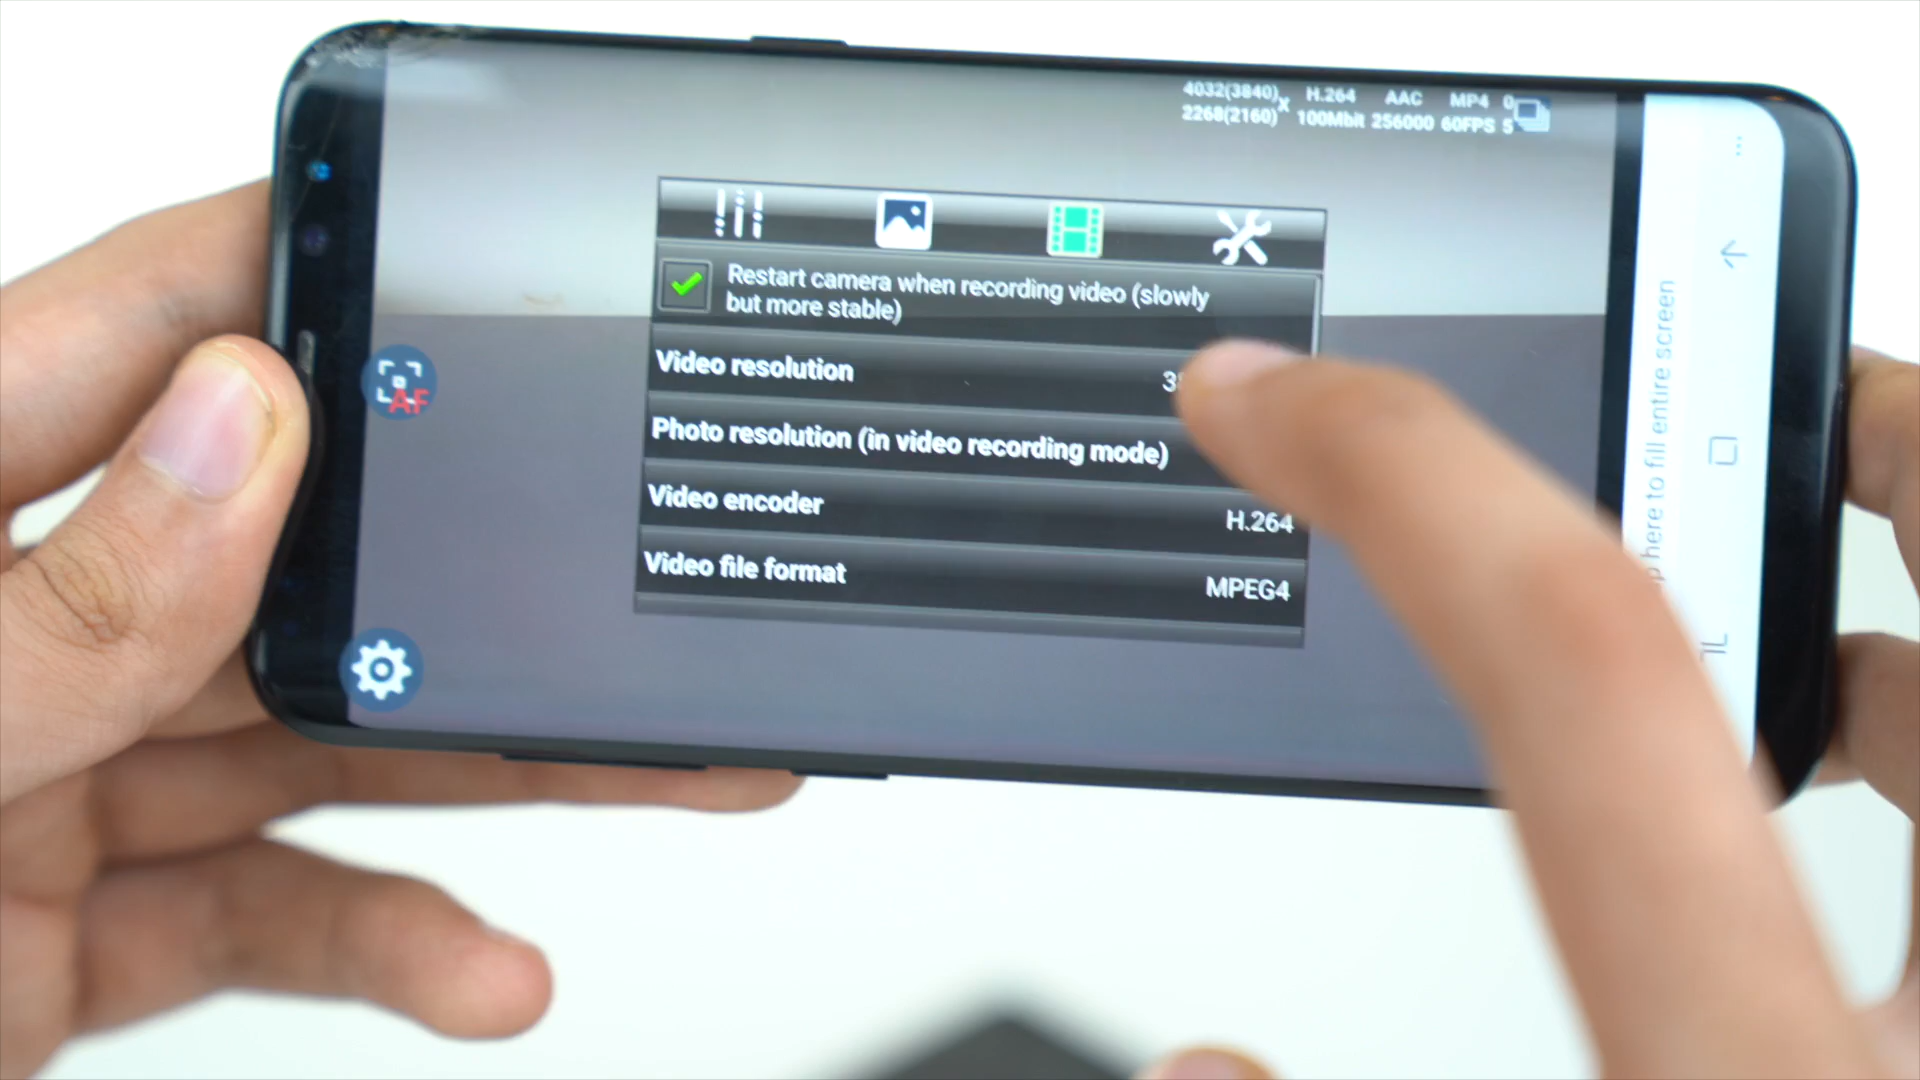 4032(3840) x H.264 AAC MP4 0
2268(2160) 100Mbit 256000 60FPS 5
Restart camera when recording video (slowly
but more stable)
Video resolution
Photo resolution (in video recording mode)
Video encoder H.264
Video file format MPEG4
AF
here to fill entire screen